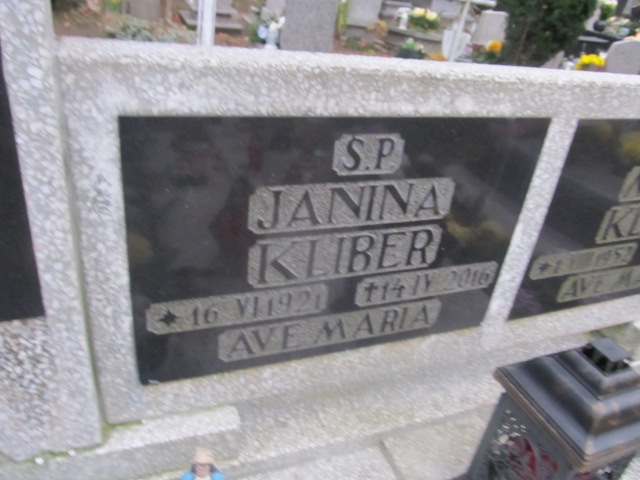 Ś.P.
JANINA
KLIBER
* 16 VI 1921 † 14 IV 2016
AVE MARIA